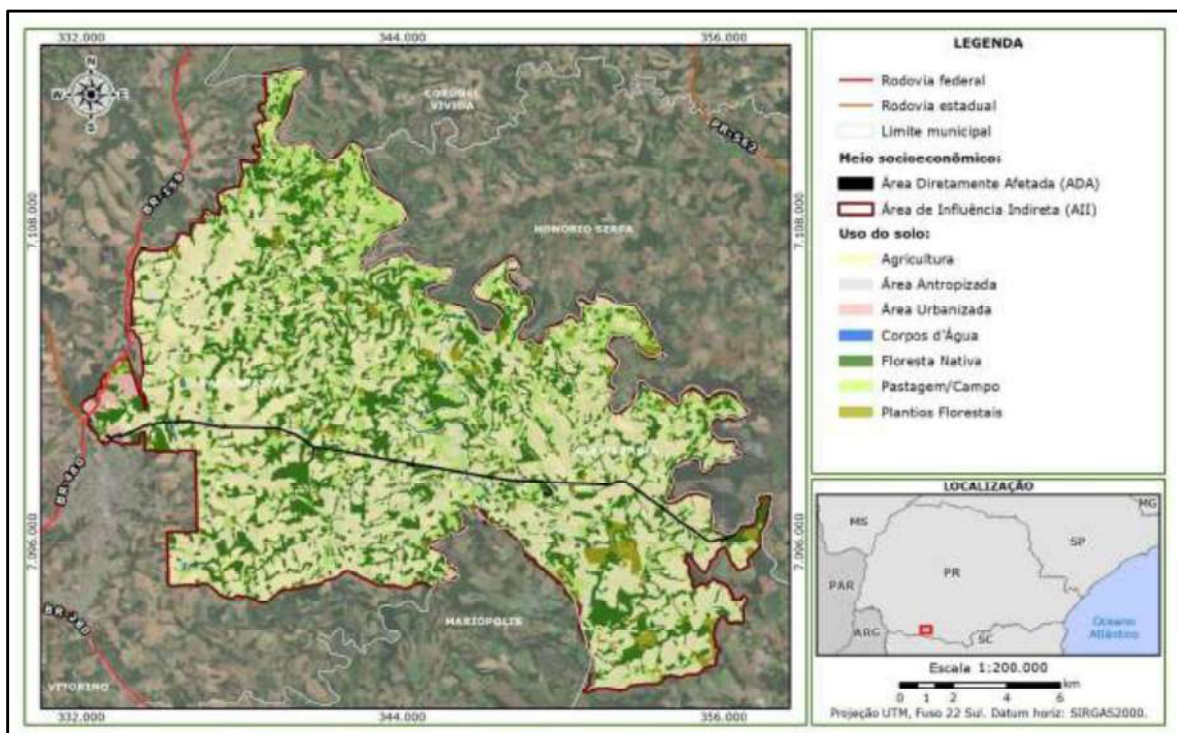 332.000
344.000
356.000
CORONEL
VIVIDA
PR-562
BR-158
7.108.000
7.108.000
HONÓRIO SERPA
BR-480
7.096.000
7.096.000
MARIÓPOLIS
BR-280
VITORINO
332.000
344.000
356.000
LEGENDA
Rodovia federal
Rodovia estadual
Limite municipal
Meio socioeconômico:
Área Diretamente Afetada (ADA)
Área de Influência Indireta (AII)
Uso do solo:
Agricultura
Área Antropizada
Área Urbanizada
Corpos d'Água
Floresta Nativa
Pastagem/Campo
Plantios Florestais
LOCALIZAÇÃO
MS
MG
SP
PAR
PR
ARG
SC
Oceano
Atlântico
Escala 1:200.000
km
0 1 2 4 6
Projeção UTM, Fuso 22 Sul. Datum horiz: SIRGAS2000.
N
W
E
S